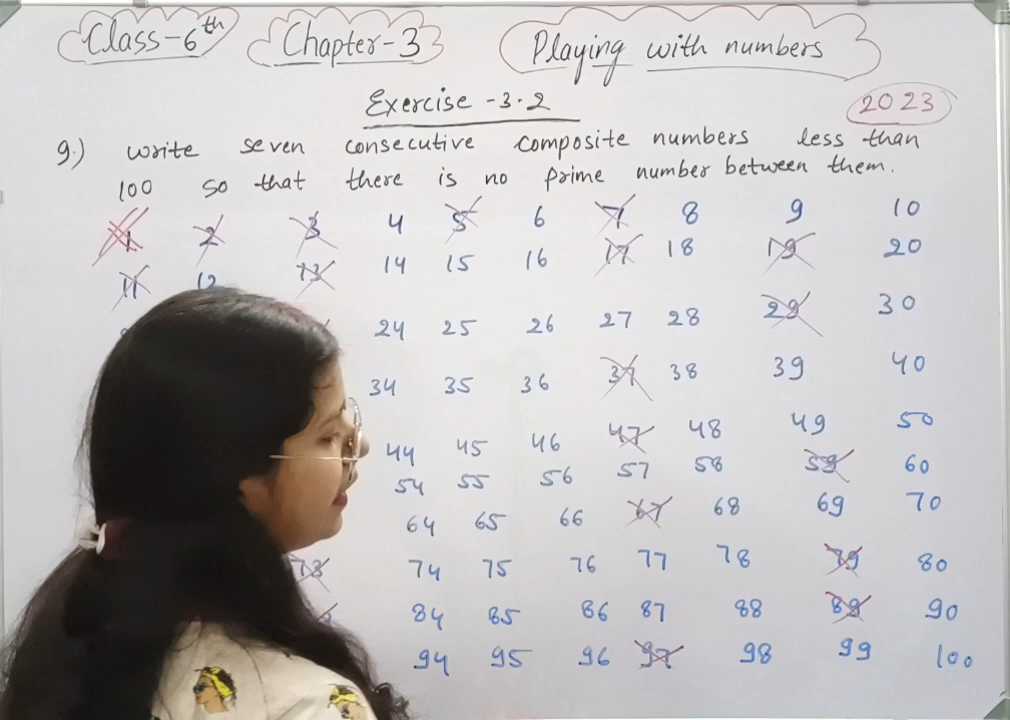 Class-6th Chapter-3 Playing with numbers
Exercise -3.2 2023
9.) write seven consecutive composite numbers less than
100 so that there is no prime number between them.
1 2 3 4 5 6 7 8 9 10
11 12 13 14 15 16 17 18 19 20
24 25 26 27 28 29 30
34 35 36 37 38 39 40
44 45 46 47 48 49 50
54 55 56 57 58 59 60
64 65 66 67 68 69 70
73 74 75 76 77 78 79 80
84 85 86 87 88 89 90
94 95 96 97 98 99 100